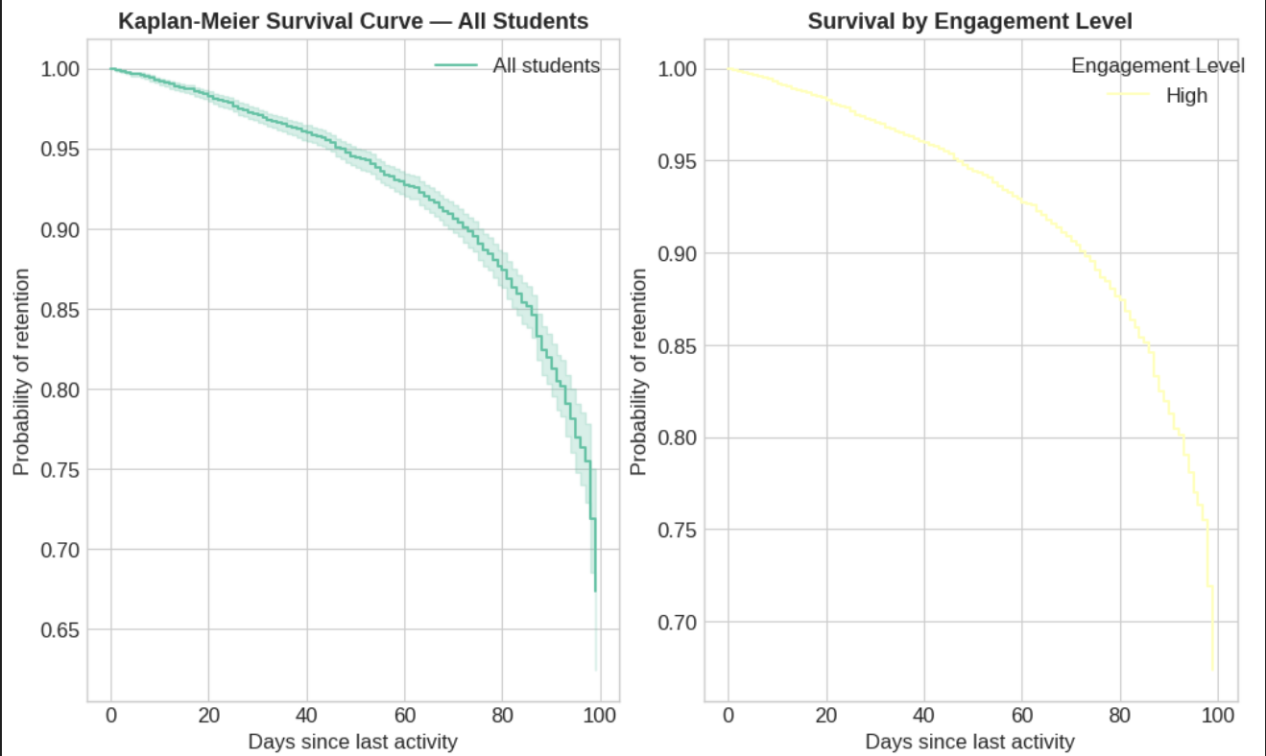 Kaplan-Meier Survival Curve — All Students
All students
1.00
0.95
0.90
0.85
0.80
0.75
0.70
0.65
Probability of retention
0 20 40 60 80 100
Days since last activity
Survival by Engagement Level
Engagement Level
High
1.00
0.95
0.90
0.85
0.80
0.75
0.70
Probability of retention
0 20 40 60 80 100
Days since last activity